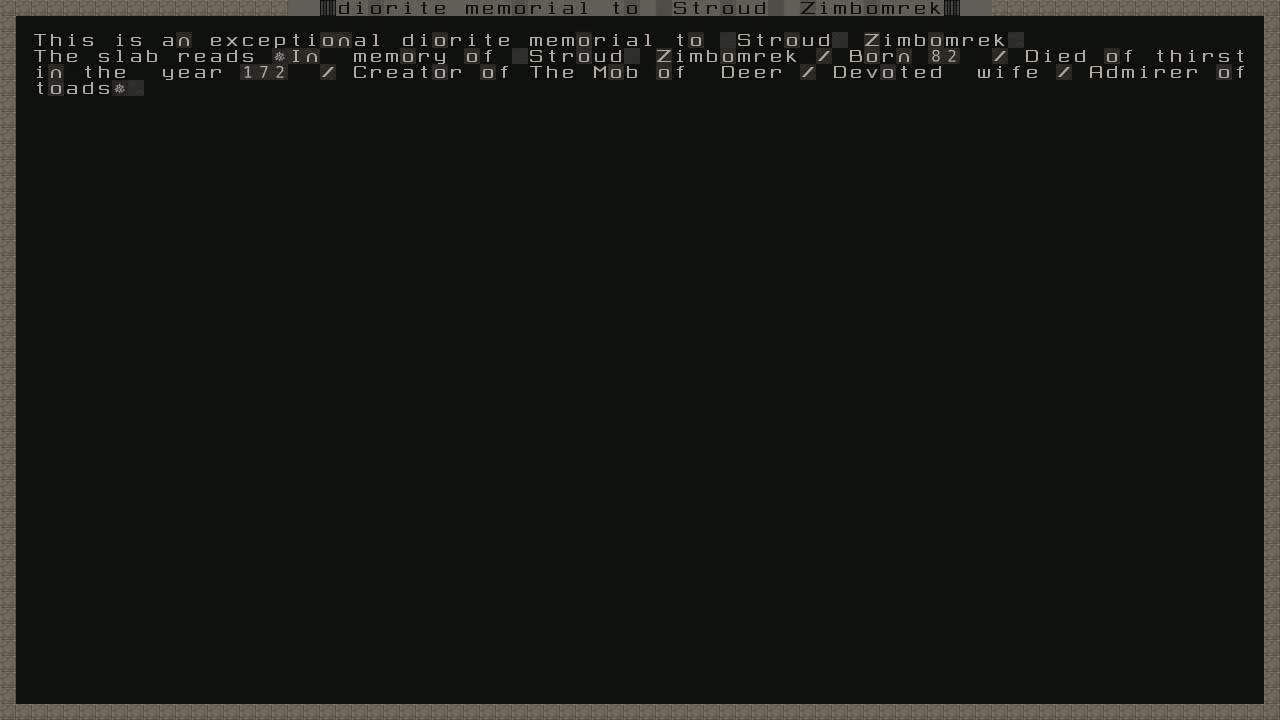 diorite memorial to Stroud Zimbomrek
This is an exceptional diorite memorial to Stroud Zimbomrek
The slab reads In memory of Stroud Zimbomrek / Born 82 / Died of thirst
in the year 172 / Creator of The Mob of Deer / Devoted wife / Admirer of
toads